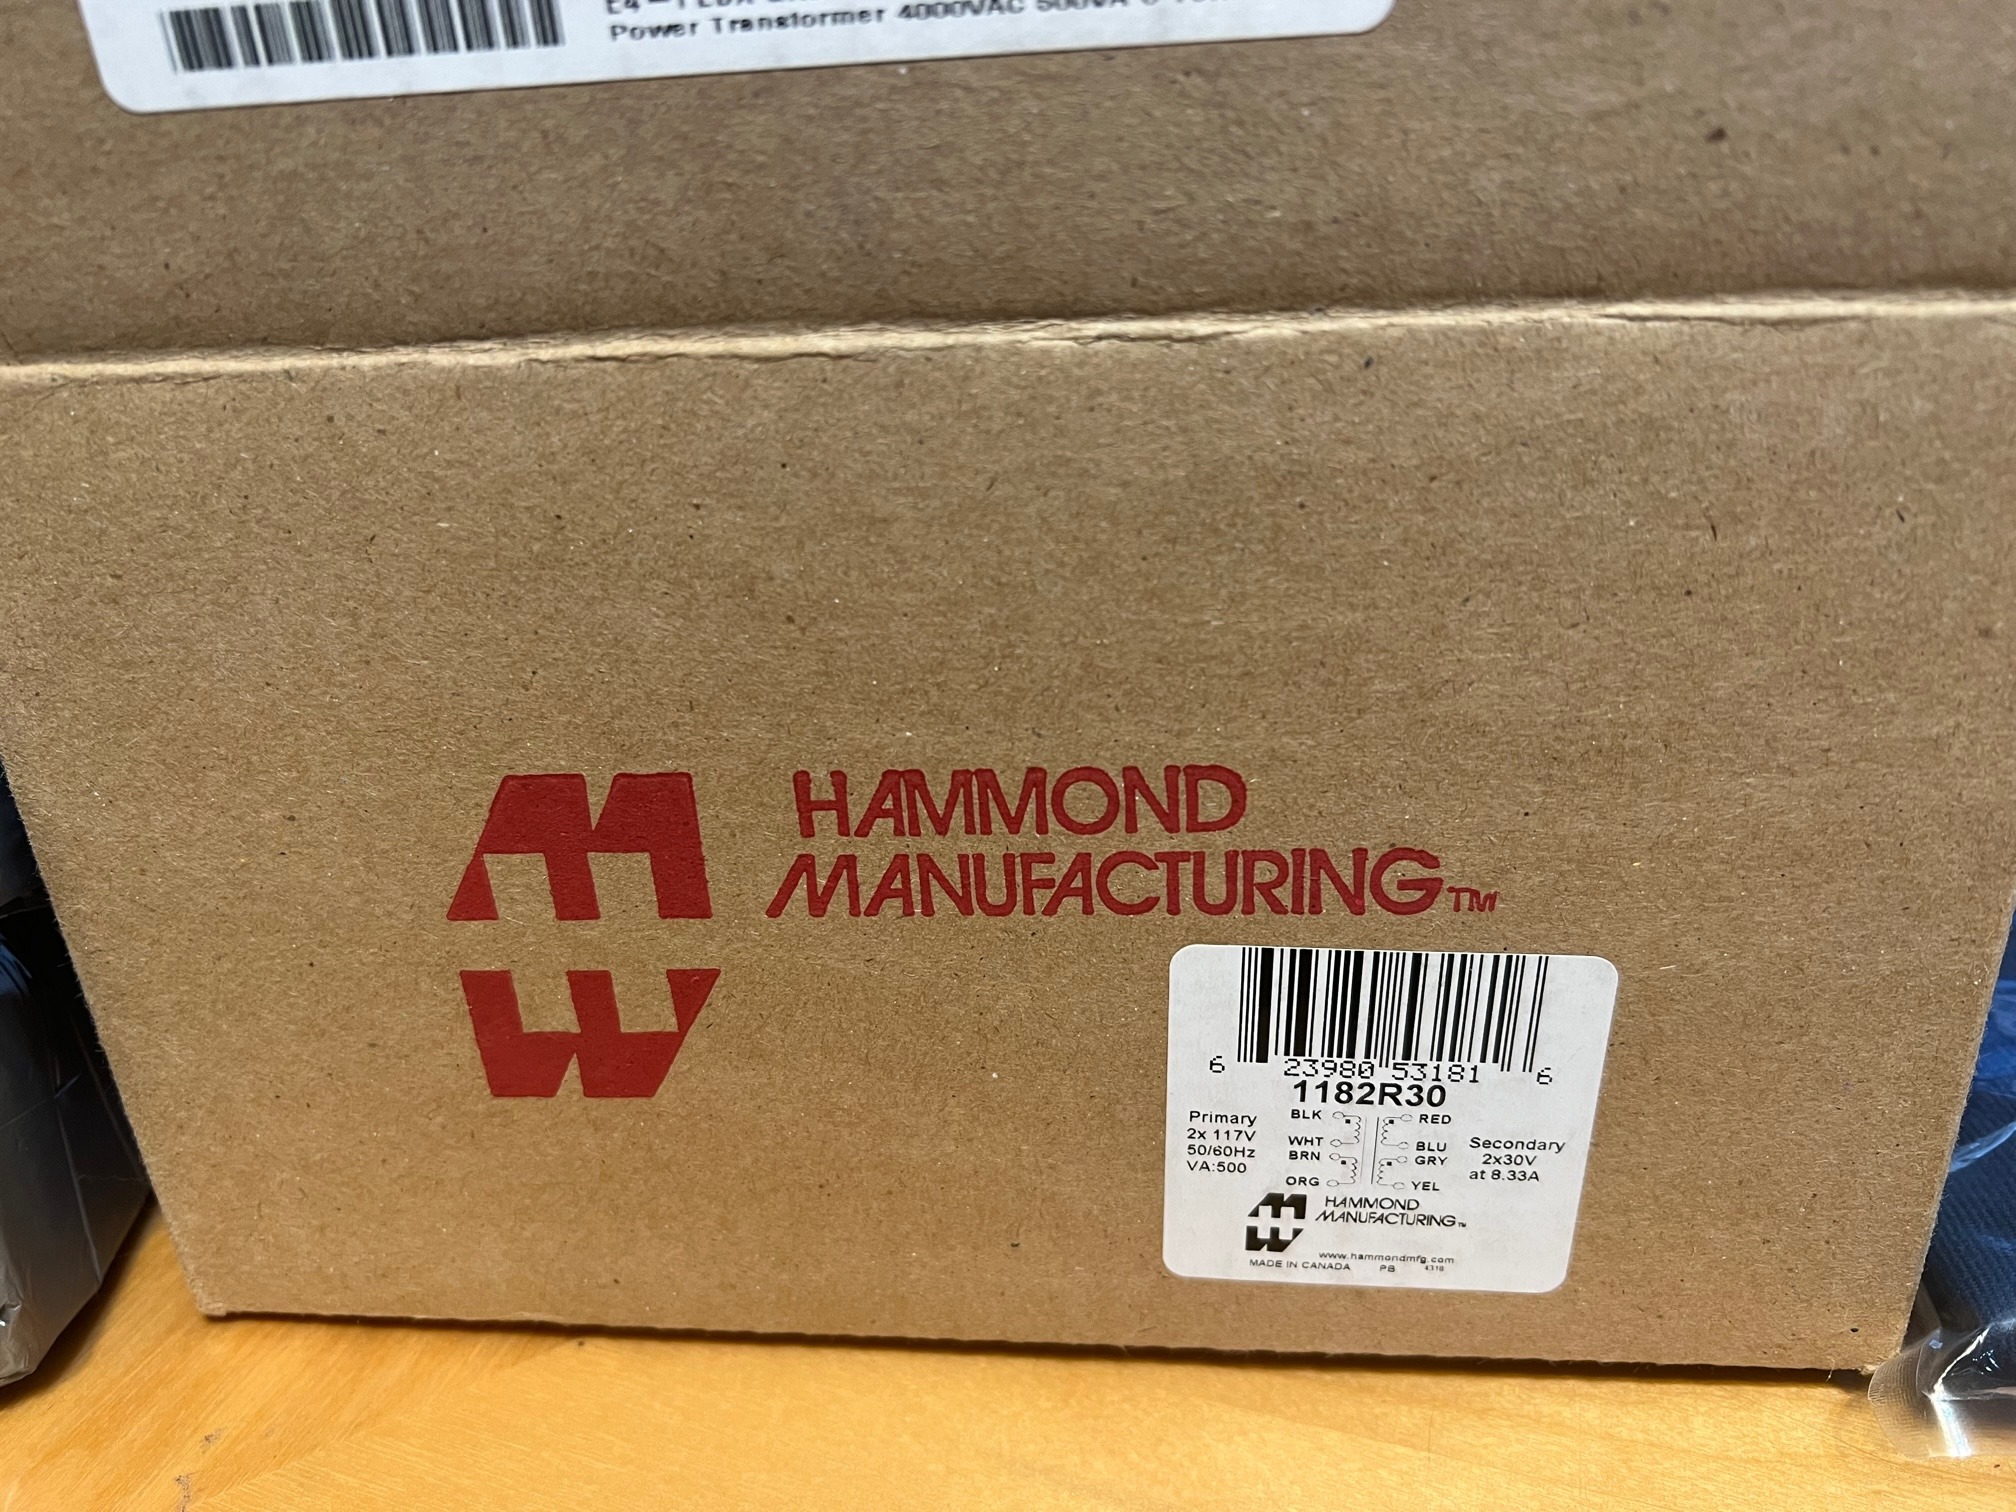 Power Transformer 4000VAC 500VA
HAMMOND
MANUFACTURING™
6 23980 53181 6
1182R30
Primary
2x 117V
50/60Hz
VA:500
BLK
WHT
BRN
ORG
RED
BLU
GRY
YEL
Secondary
2x30V
at 8.33A
HAMMOND
MANUFACTURING™
www.hammondmfg.com
MADE IN CANADA PB 4318